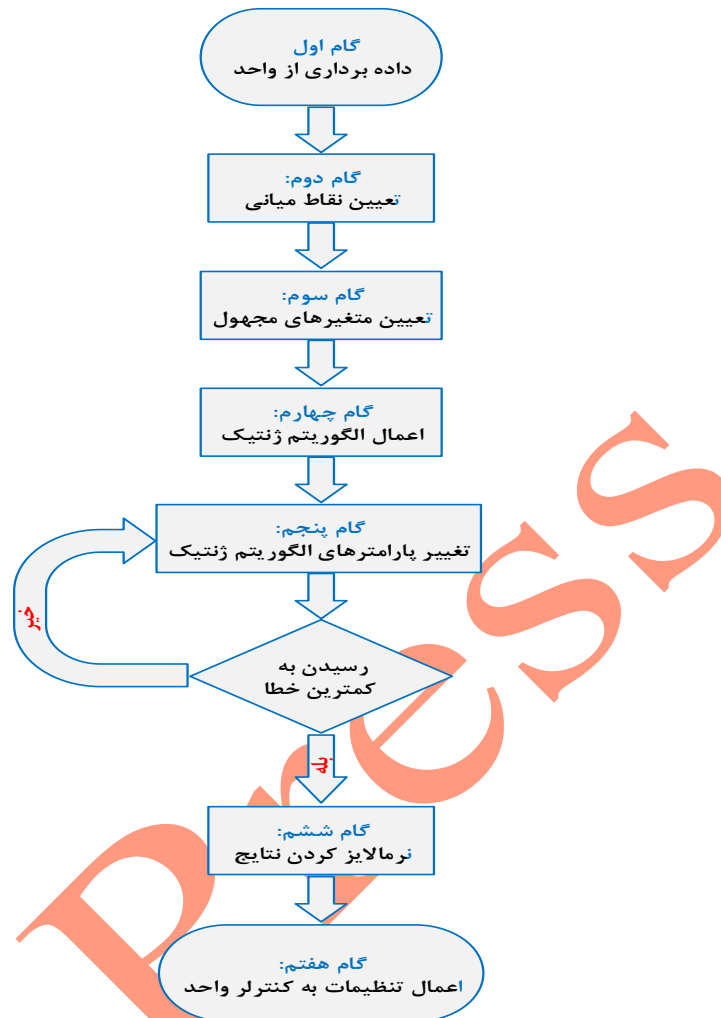 گام اول
داده برداری از واحد
گام دوم:
تعیین نقاط میانی
گام سوم:
تعیین متغیرهای مجهول
گام چهارم:
اعمال الگوریتم ژنتیک
گام پنجم:
تغییر پارامترهای الگوریتم ژنتیک
خیر
رسیدن به
کمترین خطا
بله
گام ششم:
نرمالایز کردن نتایج
گام هفتم:
اعمال تنظیمات به کنترلر واحد
Press